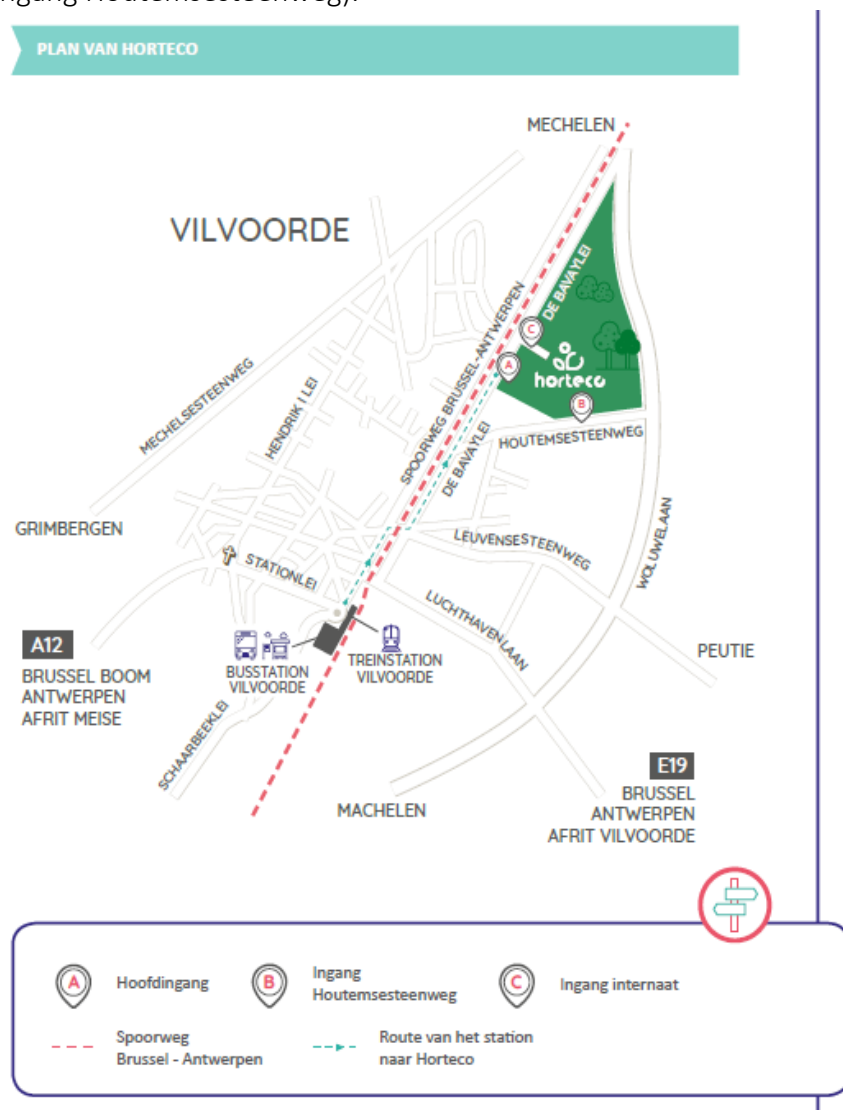 ngang Houtemsesteenweg).
PLAN VAN HORTECO
MECHELEN
VILVOORDE
DE BAVAYLEI
C
SPOORWEG BRUSSEL-ANTWERPEN
A
horteco
B
MECHELSESTEENWEG
HENDRIK I LEI
HOUTEMSESTEENWEG
DE BAVAYLEI
GRIMBERGEN
LEUVENSESTEENWEG
WOLUWELAAN
STATIONLEI
LUCHTHAVENLAAN
A12
BRUSSEL BOOM
ANTWERPEN
AFRIT MEISE
BUSSTATION
VILVOORDE
TREINSTATION
VILVOORDE
PEUTIE
SCHAARBEEKLEI
MACHELEN
E19
BRUSSEL
ANTWERPEN
AFRIT VILVOORDE
A
Hoofdingang
B
Ingang
Houtemsesteenweg
C
Ingang internaat
Spoorweg
Brussel - Antwerpen
Route van het station
naar Horteco